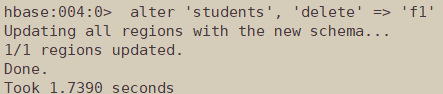 hbase:004:0>  alter 'students', 'delete' => 'f1'
Updating all regions with the new schema...
1/1 regions updated.
Done.
Took 1.7390 seconds